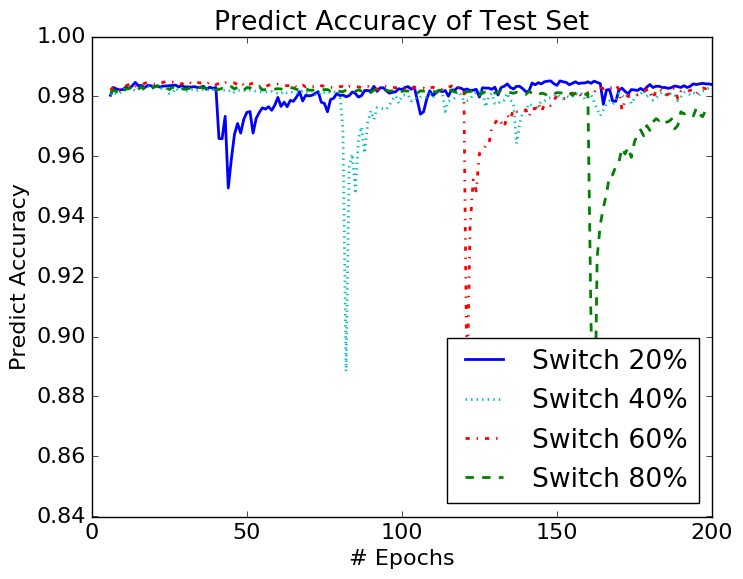 Predict Accuracy of Test Set
1.00
0.98
0.96
0.94
0.92
0.90
0.88
0.86
0.84
Predict Accuracy
Switch 20%
Switch 40%
Switch 60%
Switch 80%
0
50
100
150
200
# Epochs